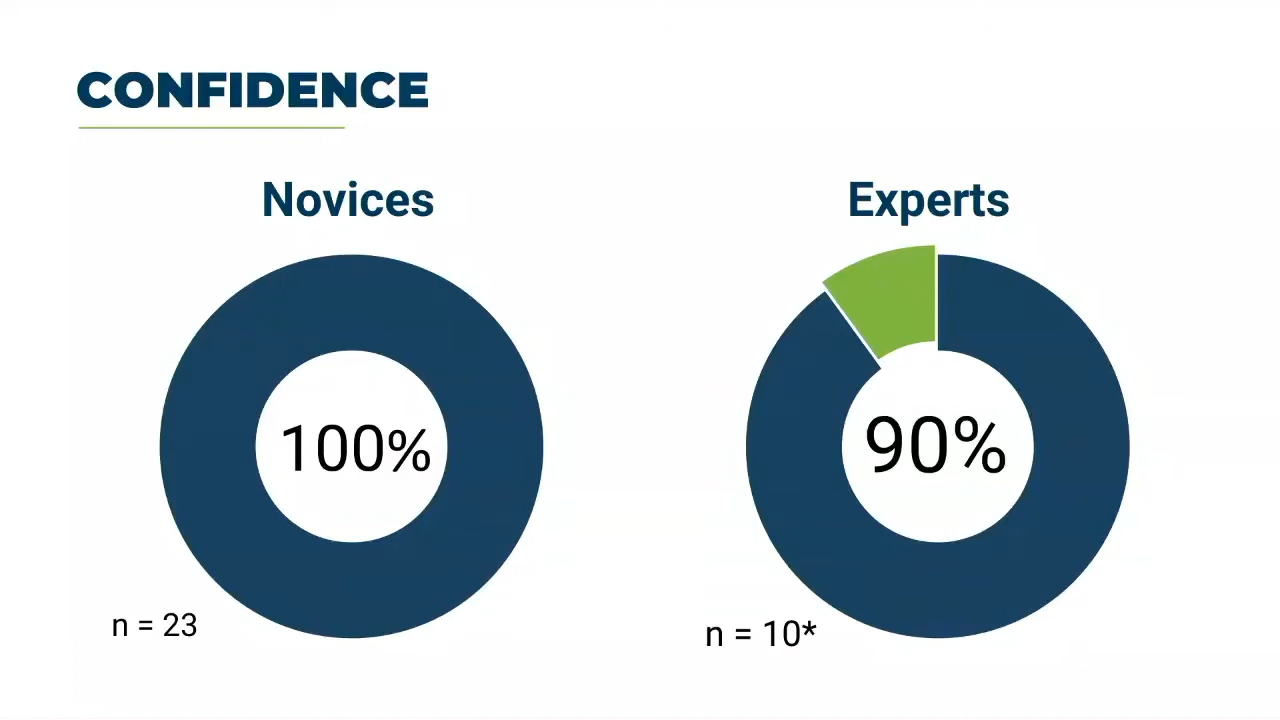 CONFIDENCE
Novices
Experts
100%
90%
n = 23
n = 10*